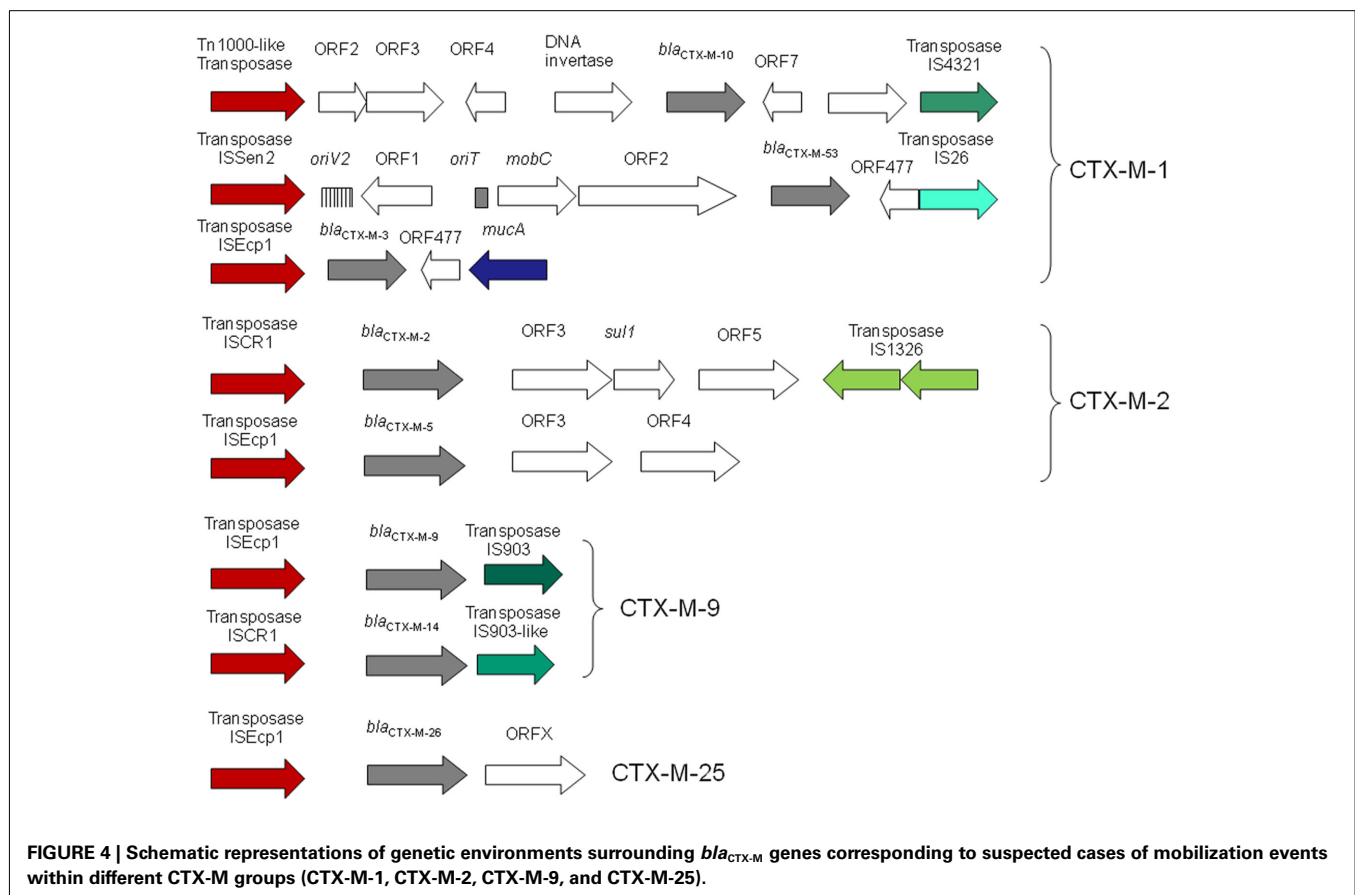 Tn1000-like
Transposase
ORF2 ORF3 ORF4
DNA
invertase
blaCTX-M-10
ORF7
Transposase
IS4321
Transposase
ISSen2
oriV2 ORF1 oriT mobC ORF2
blaCTX-M-53
ORF477
Transposase
IS26
CTX-M-1
Transposase
ISEcp1
blaCTX-M-3 ORF477 mucA
Transposase
ISCR1
blaCTX-M-2
ORF3 sul1 ORF5
Transposase
IS1326
CTX-M-2
Transposase
ISEcp1
blaCTX-M-5
ORF3 ORF4
Transposase
ISEcp1
blaCTX-M-9
Transposase
IS903
CTX-M-9
Transposase
ISCR1
blaCTX-M-14
Transposase
IS903-like
Transposase
ISEcp1
blaCTX-M-26
ORFX
CTX-M-25
FIGURE 4 | Schematic representations of genetic environments surrounding blaCTX-M genes corresponding to suspected cases of mobilization events
within different CTX-M groups (CTX-M-1, CTX-M-2, CTX-M-9, and CTX-M-25).